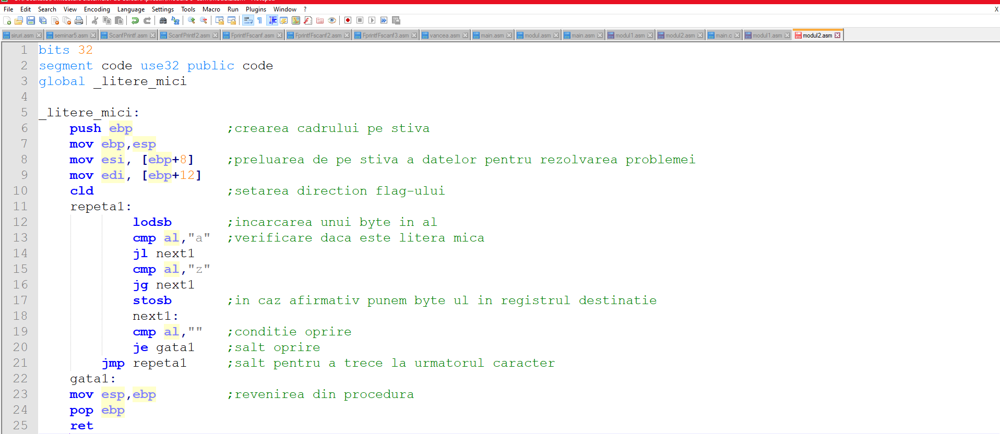 File Edit Search View Encoding Language Settings Tools Macro Run Plugins Window ? X
siruri.asm seminar5.asm ScanfPrintf.asm ScanfPrintf2.asm FprintfFscanf.asm FprintfFscanf2.asm FprintfFscanf3.asm vancea.asm main.asm modul.asm main.asm modul1.asm modul2.asm main.c modul1.asm modul2.asm
1 bits 32
2 segment code use32 public code
3 global _litere_mici
4
5 _litere_mici:
6 push ebp ;crearea cadrului pe stiva
7 mov ebp,esp
8 mov esi, [ebp+8] ;preluarea de pe stiva a datelor pentru rezolvarea problemei
9 mov edi, [ebp+12]
10 cld ;setarea direction flag-ului
11 repeta1:
12 lodsb ;incarcarea unui byte in al
13 cmp al,"a" ;verificare daca este litera mica
14 jl next1
15 cmp al,"z"
16 jg next1
17 stosb ;in caz afirmativ punem byte ul in registrul destinatie
18 next1:
19 cmp al,"" ;conditie oprire
20 je gata1 ;salt oprire
21 jmp repeta1 ;salt pentru a trece la urmatorul caracter
22 gata1:
23 mov esp,ebp ;revenirea din procedura
24 pop ebp
25 ret